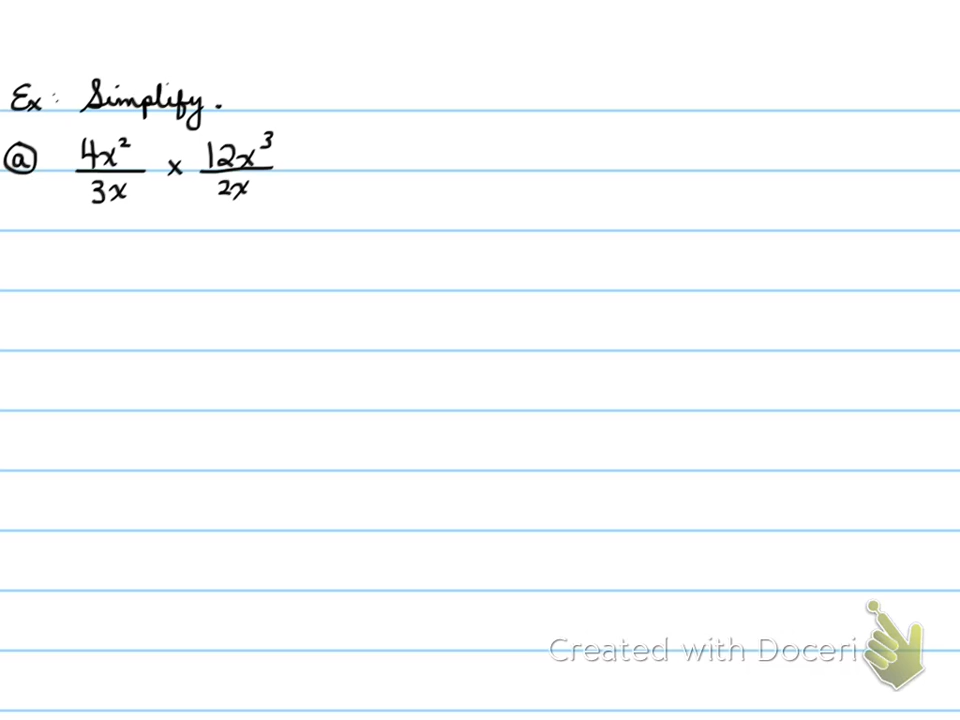 Ex: Simplify.
ⓐ 4x²/3x × 12x³/2x
Created with Doceri